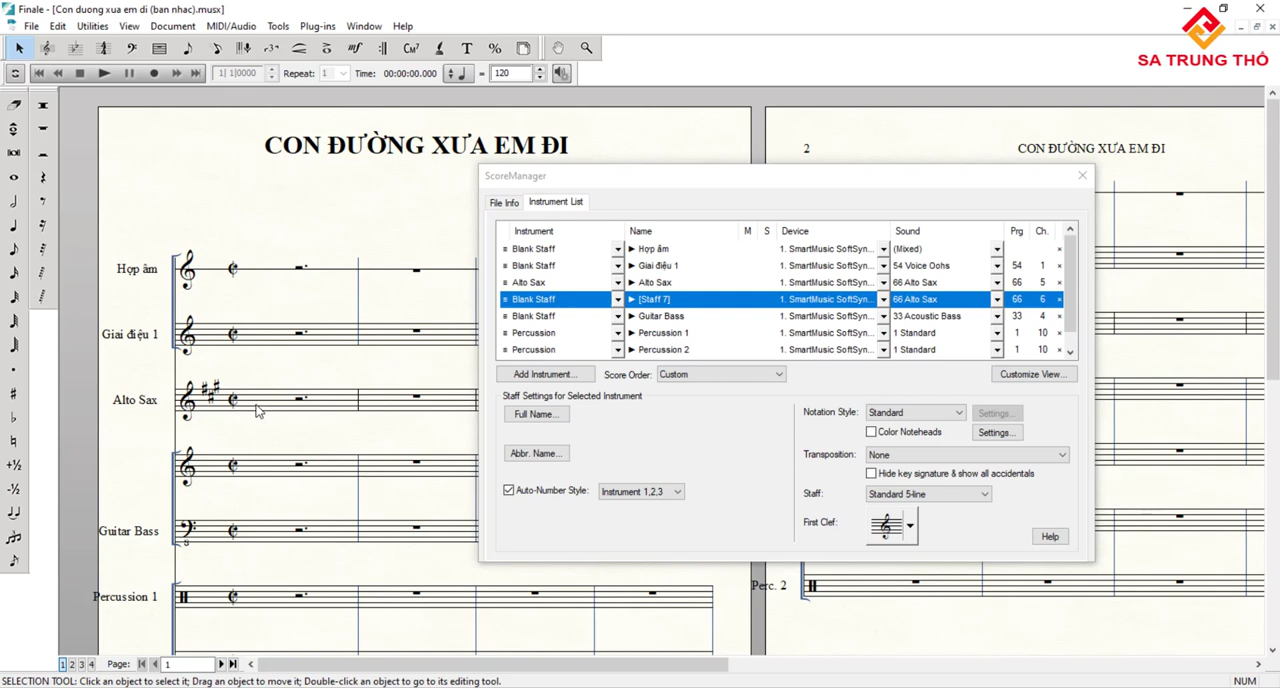 Finale - [Con duong xua em di (ban nhac).musx]
File Edit Utilities View Document MIDI/Audio Tools Plug-ins Window Help
SA TRUNG THỔ
1| 1|0000 Repeat: 1 Time: 00:00:00.000 = 120
CON ĐƯỜNG XƯA EM ĐI
2 CON ĐƯỜNG XƯA EM ĐI
ScoreManager
File Info Instrument List
Instrument Name M S Device Sound Prg Ch.
Blank Staff Hợp âm 1. SmartMusic SoftSyn... (Mixed)
Blank Staff Giai điệu 1 1. SmartMusic SoftSyn... 54 Voice Oohs 54 1
Alto Sax Alto Sax 1. SmartMusic SoftSyn... 66 Alto Sax 66 5
Blank Staff [Staff 7] 1. SmartMusic SoftSyn... 66 Alto Sax 66 6
Blank Staff Guitar Bass 1. SmartMusic SoftSyn... 33 Acoustic Bass 33 4
Percussion Percussion 1 1. SmartMusic SoftSyn... 1 Standard 1 10
Percussion Percussion 2 1. SmartMusic SoftSyn... 1 Standard 1 10
Add Instrument... Score Order: Custom Customize View...
Staff Settings for Selected Instrument
Full Name... Notation Style: Standard Settings...
Color Noteheads Settings...
Abbr. Name... Transposition: None
Hide key signature & show all accidentals
Auto-Number Style: Instrument 1,2,3 Staff: Standard 5-line
First Clef:
Help
Hợp âm
Giai điệu 1
Alto Sax
Guitar Bass
Percussion 1
Perc. 2
1 2 3 4 Page: 1
SELECTION TOOL: Click an object to select it; Drag an object to move it; Double-click an object to go to its editing tool. NUM